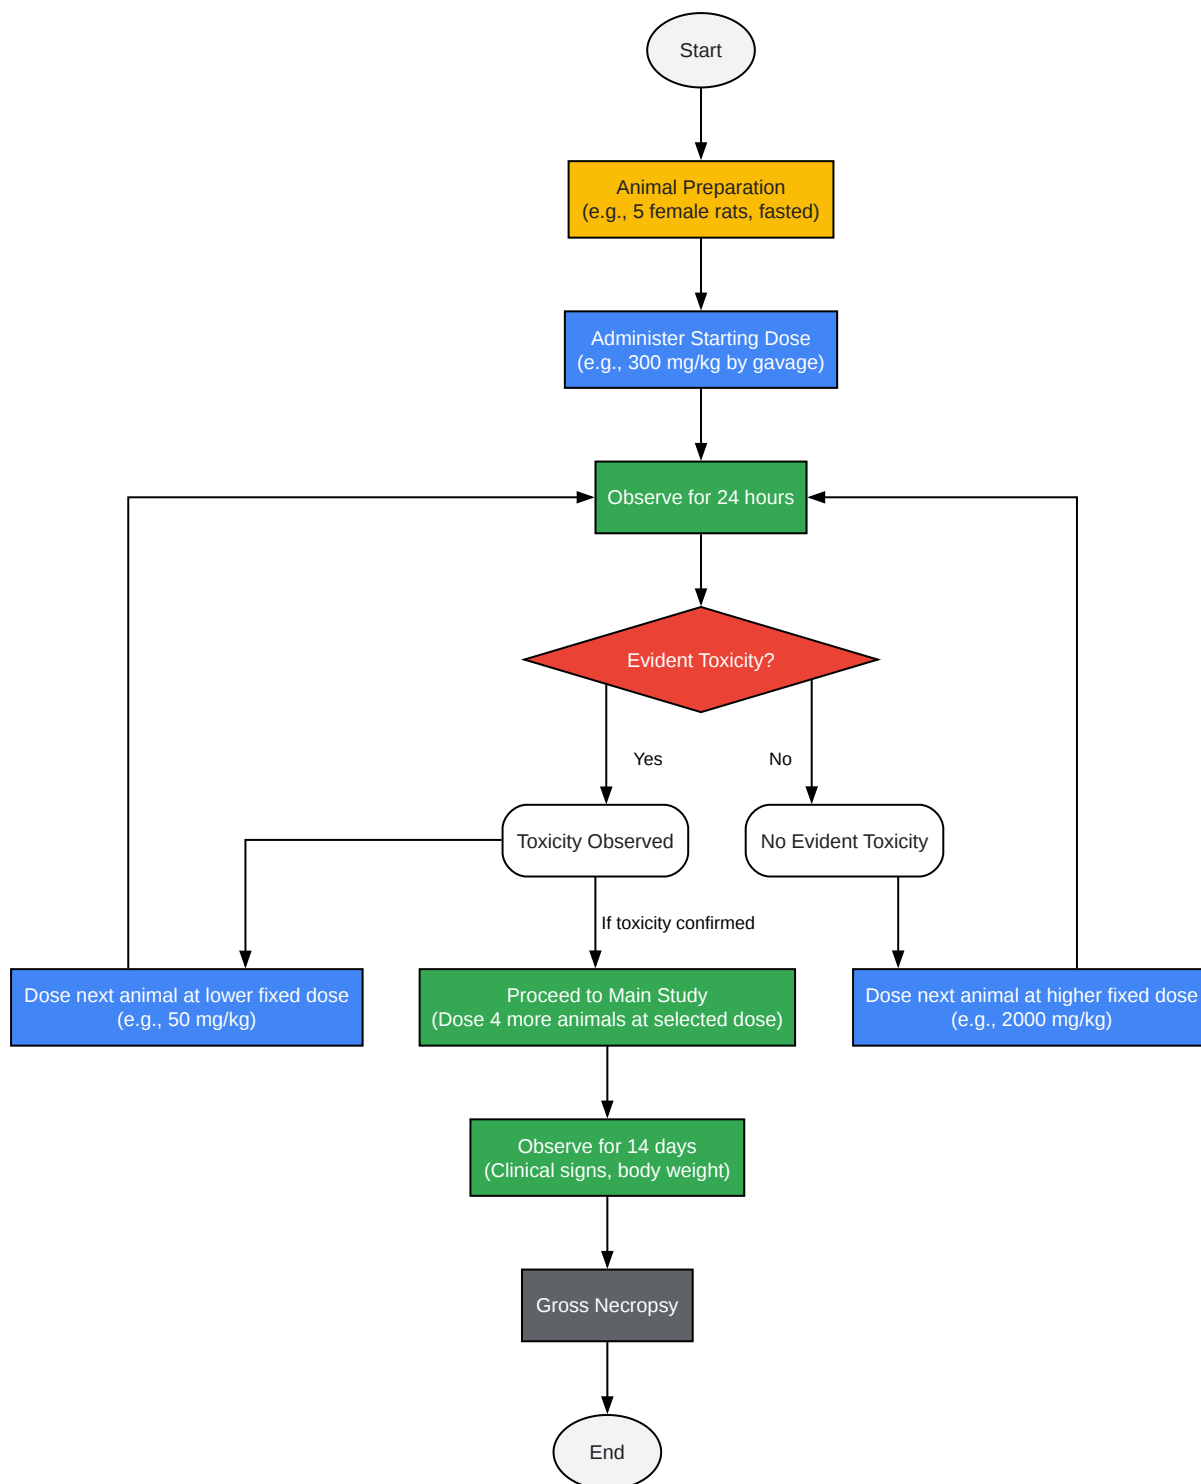 Start
Animal Preparation
(e.g., 5 female rats, fasted)
Administer Starting Dose
(e.g., 300 mg/kg by gavage)
Observe for 24 hours
Evident Toxicity?
Yes
No
Toxicity Observed
No Evident Toxicity
If toxicity confirmed
Dose next animal at lower fixed dose
(e.g., 50 mg/kg)
Proceed to Main Study
(Dose 4 more animals at selected dose)
Dose next animal at higher fixed dose
(e.g., 2000 mg/kg)
Observe for 14 days
(Clinical signs, body weight)
Gross Necropsy
End